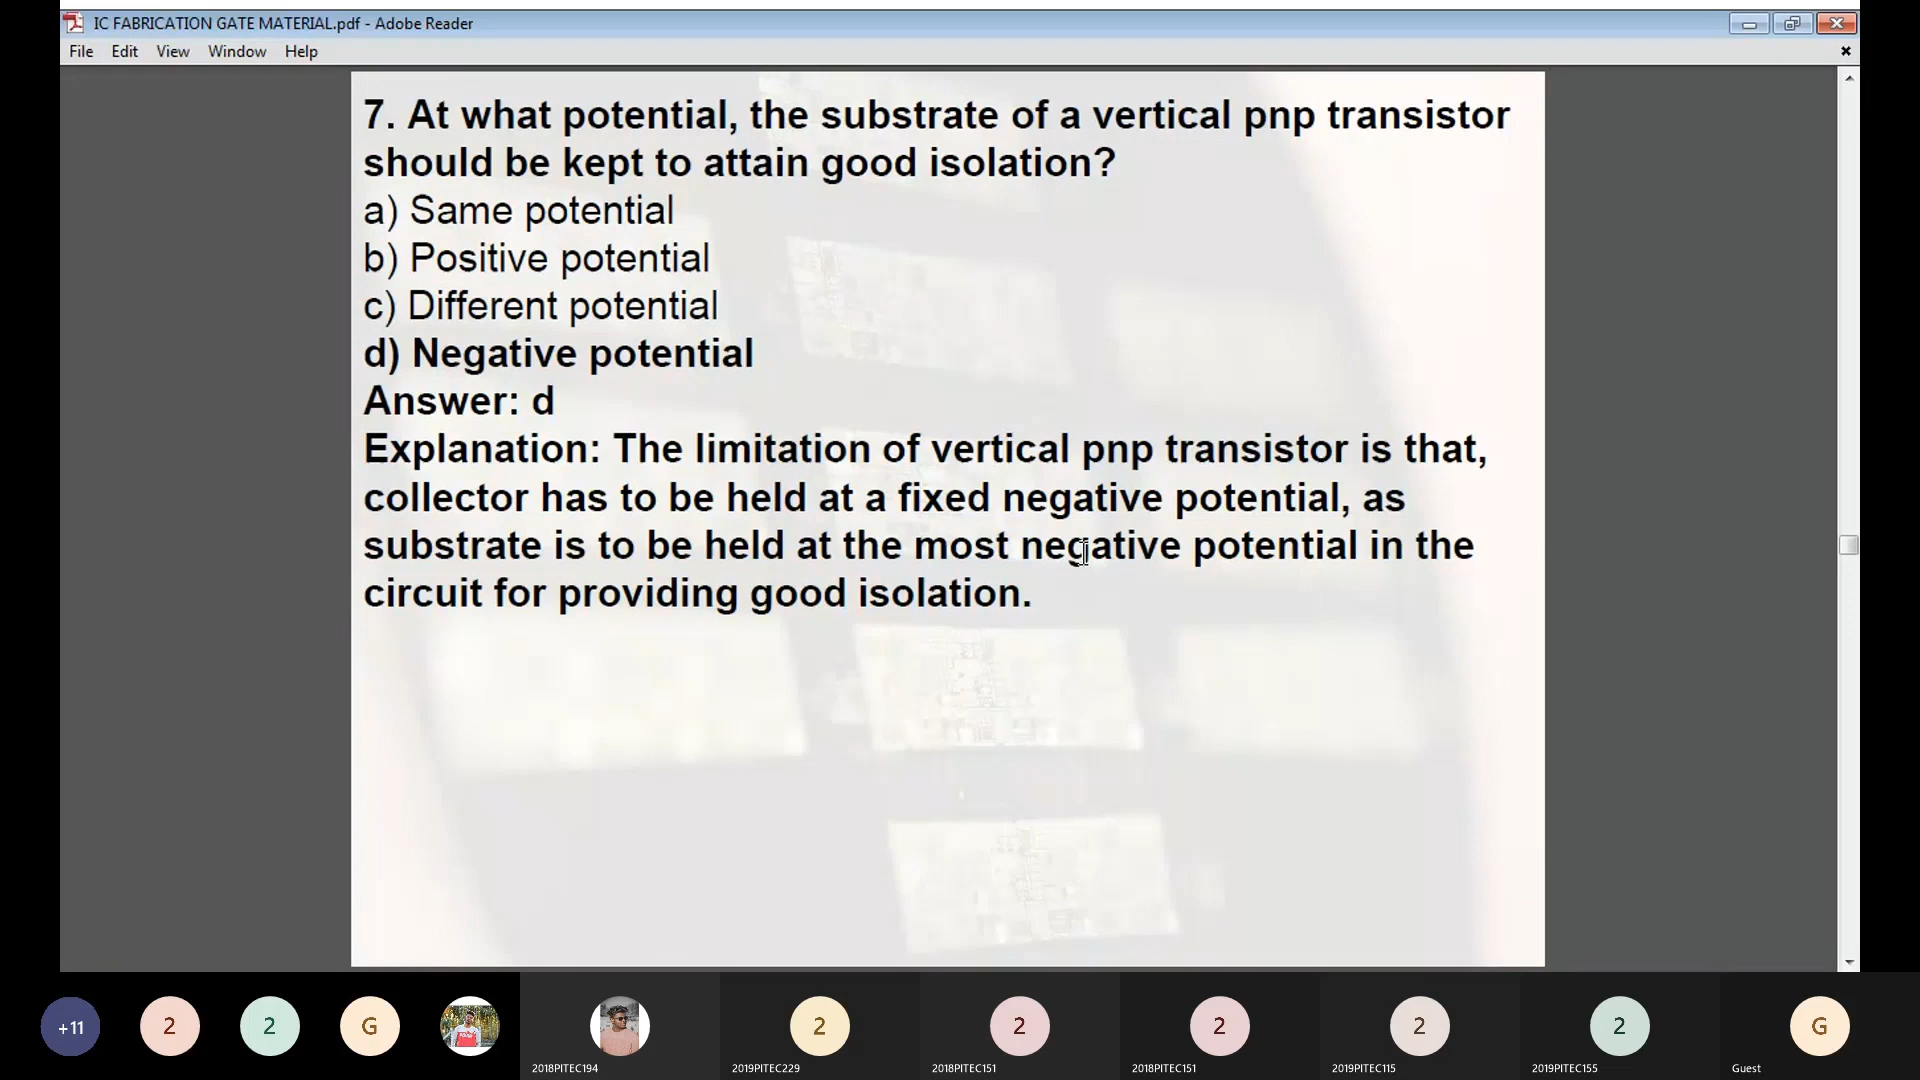 IC FABRICATION GATE MATERIAL.pdf - Adobe Reader
File Edit View Window Help
7. At what potential, the substrate of a vertical pnp transistor
should be kept to attain good isolation?
a) Same potential
b) Positive potential
c) Different potential
d) Negative potential
Answer: d
Explanation: The limitation of vertical pnp transistor is that,
collector has to be held at a fixed negative potential, as
substrate is to be held at the most negative potential in the
circuit for providing good isolation.
+11 2 2 G 2 2 2 2 2 G
2018PITEC194 2019PITEC229 2018PITEC151 2018PITEC151 2019PITEC115 2019PITEC155 Guest